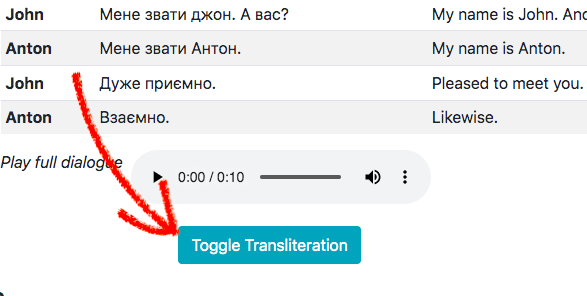 John Мене звати джон. А вас? My name is John. And
Anton Мене звати Антон. My name is Anton.
John Дуже приємно. Pleased to meet you.
Anton Взаємно. Likewise.
Play full dialogue 0:00 / 0:10
Toggle Transliteration